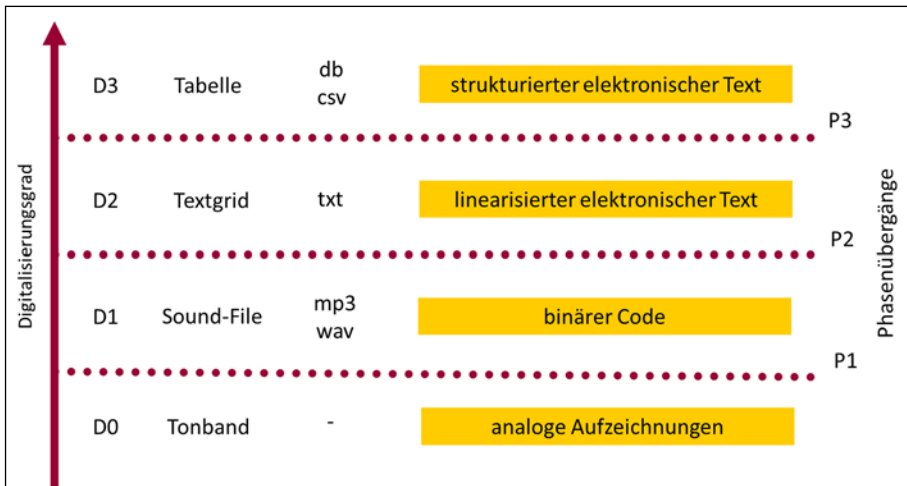 D3 Tabelle db csv strukturierter elektronischer Text
P3
D2 Textgrid txt linearisierter elektronischer Text
P2
D1 Sound-File mp3 wav binärer Code
P1
D0 Tonband - analoge Aufzeichnungen
Digitalisierungsgrad
Phasenübergänge